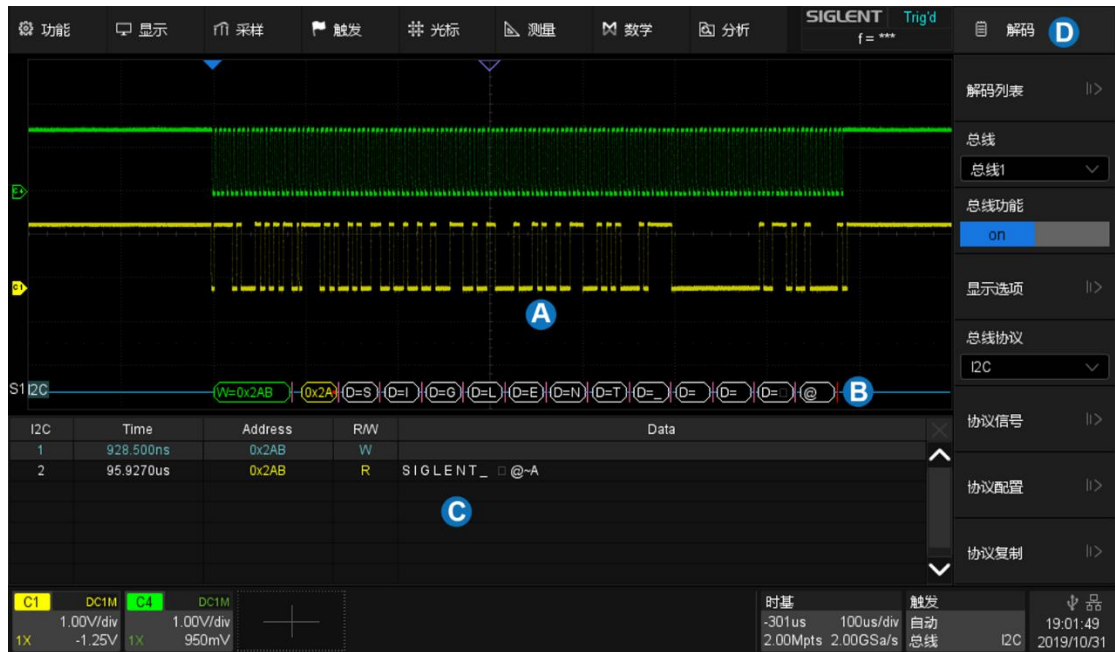 功能 显示 采样 触发 光标 测量 数学 分析 SIGLENT Trig'd 解码 D
f = ***
解码列表
总线
总线1
总线功能
on
显示选项
总线协议
I2C
协议信号
协议配置
协议复制
C4
C1
A
S1 I2C W=0x2AB 0x2A D=S D=I D=G D=L D=E D=N D=T D=_ D= D= D=□ @ B
I2C Time Address R/W Data
1 928.500ns 0x2AB W
2 95.9270us 0x2AB R SIGLENT_ □ @~A
C
C1 DC1M C4 DC1M 时基 触发
1.00V/div 1.00V/div -301us 100us/div 自动 19:01:49
1X -1.25V 1X 950mV 2.00Mpts 2.00GSa/s 总线 I2C 2019/10/31